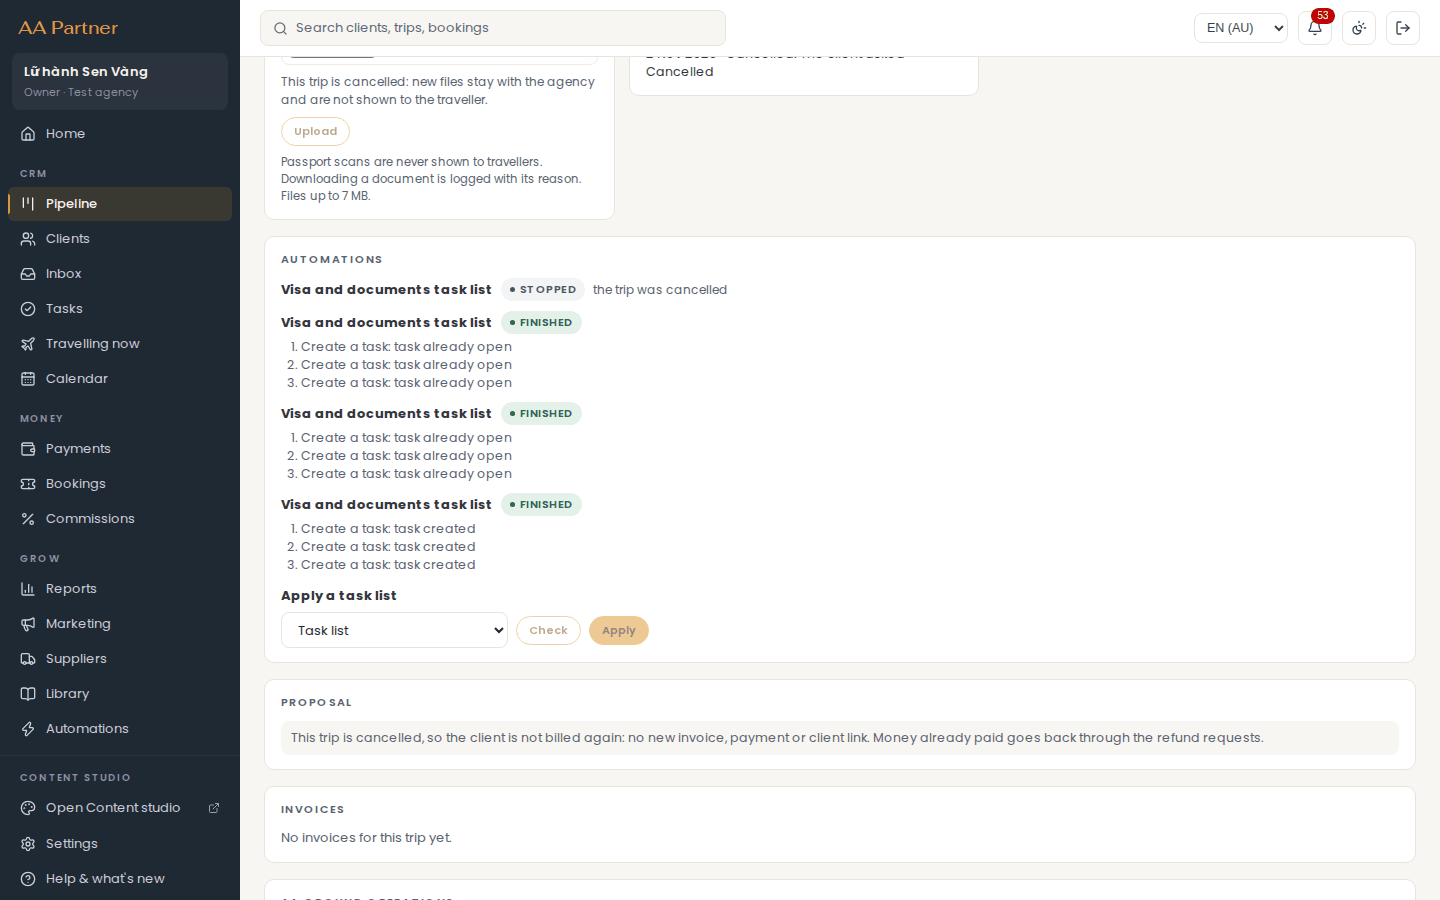 AA Partner
Lữ hành Sen Vàng
Owner · Test agency
Home
CRM
Pipeline
Clients
Inbox
Tasks
Travelling now
Calendar
MONEY
Payments
Bookings
Commissions
GROW
Reports
Marketing
Suppliers
Library
Automations
CONTENT STUDIO
Open Content studio
Settings
Help & what's new
Search clients, trips, bookings
EN (AU)
53
This trip is cancelled: new files stay with the agency
and are not shown to the traveller.
Upload
Passport scans are never shown to travellers.
Downloading a document is logged with its reason.
Files up to 7 MB.
Cancelled
AUTOMATIONS
Visa and documents task list STOPPED the trip was cancelled
Visa and documents task list FINISHED
1. Create a task: task already open
2. Create a task: task already open
3. Create a task: task already open
Visa and documents task list FINISHED
1. Create a task: task already open
2. Create a task: task already open
3. Create a task: task already open
Visa and documents task list FINISHED
1. Create a task: task created
2. Create a task: task created
3. Create a task: task created
Apply a task list
Task list Check Apply
PROPOSAL
This trip is cancelled, so the client is not billed again: no new invoice, payment or client link. Money already paid goes back through the refund requests.
INVOICES
No invoices for this trip yet.